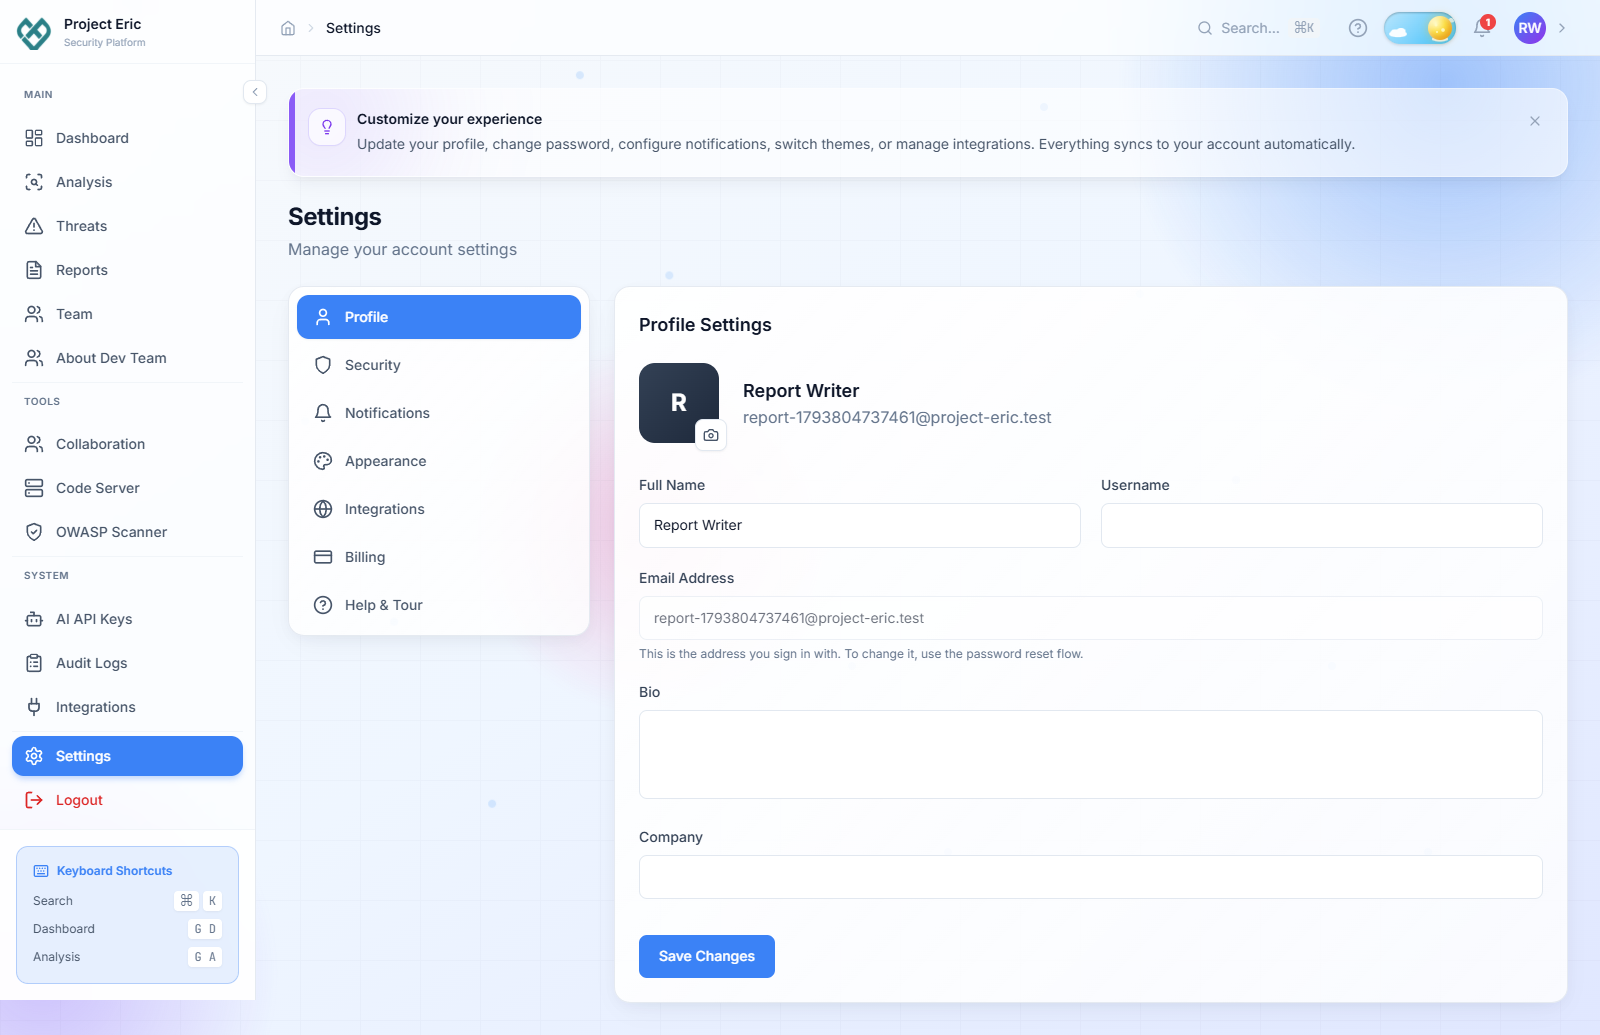 Project Eric
Security Platform
MAIN
Dashboard
Analysis
Threats
Reports
Team
About Dev Team
TOOLS
Collaboration
Code Server
OWASP Scanner
SYSTEM
AI API Keys
Audit Logs
Integrations
Settings
Logout
Keyboard Shortcuts
Search ⌘ K
Dashboard G D
Analysis G A
Settings
Search... ⌘K
1
RW
Customize your experience
Update your profile, change password, configure notifications, switch themes, or manage integrations. Everything syncs to your account automatically.
Settings
Manage your account settings
Profile
Security
Notifications
Appearance
Integrations
Billing
Help & Tour
Profile Settings
R
Report Writer
report-1793804737461@project-eric.test
Full Name
Report Writer
Username
Email Address
report-1793804737461@project-eric.test
This is the address you sign in with. To change it, use the password reset flow.
Bio
Company
Save Changes